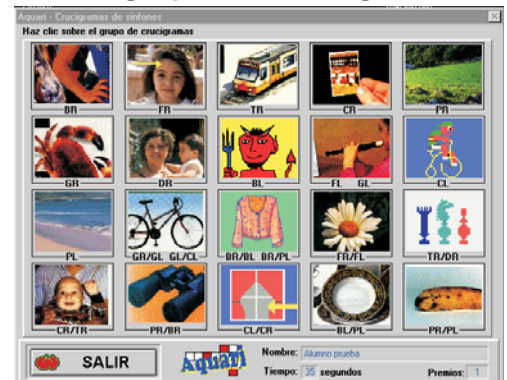 Aquari - Crucigramas de sinfones
Haz clic sobre el grupo de crucigramas
BR FR TR CR PR
GR DR BL FL GL CL
PL GR/GL GL/CL BR/BL BR/PL FR/FL TR/DR
CR/TR PR/BR CL/CR BL/PL PR/PL
SALIR
Aquari
Nombre: Alumno prueba
Tiempo: 35 segundos
Premios: 1